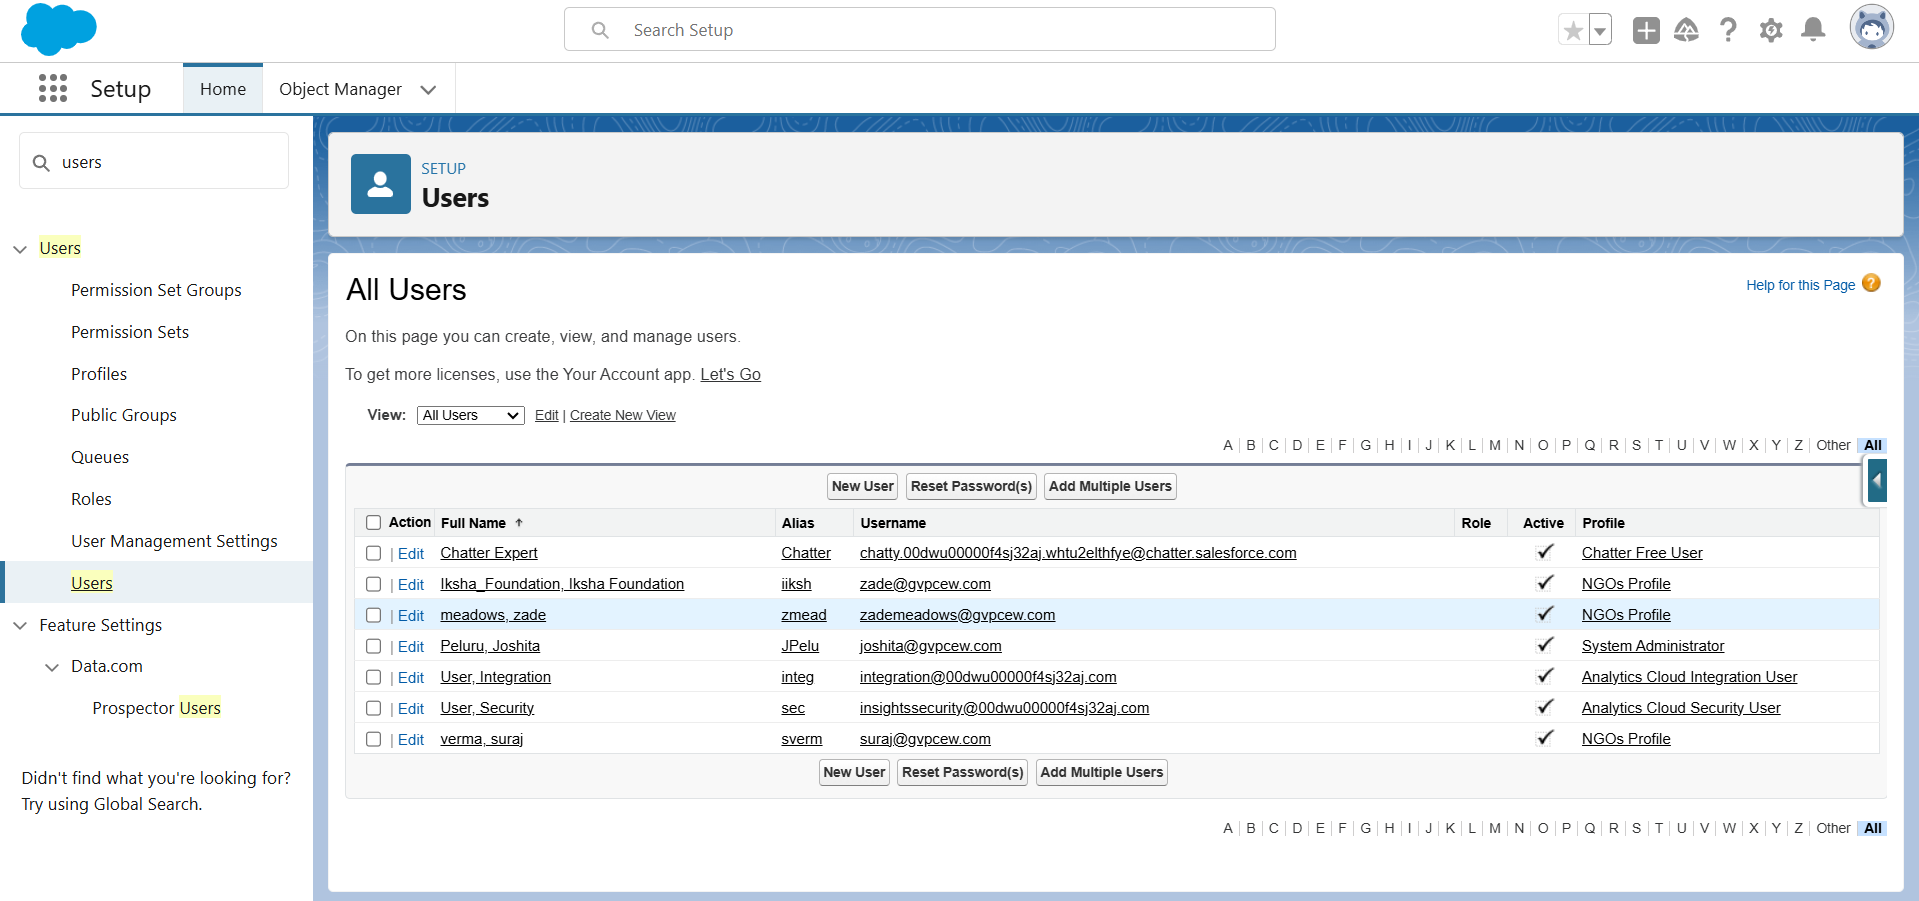 Search Setup
Setup
Home
Object Manager
users
Users
Permission Set Groups
Permission Sets
Profiles
Public Groups
Queues
Roles
User Management Settings
Users
Feature Settings
Data.com
Prospector Users
Didn't find what you're looking for?
Try using Global Search.
SETUP
Users
All Users
Help for this Page ?
On this page you can create, view, and manage users.
To get more licenses, use the Your Account app. Let's Go
View: All Users Edit | Create New View
A | B | C | D | E | F | G | H | I | J | K | L | M | N | O | P | Q | R | S | T | U | V | W | X | Y | Z | Other All
New User Reset Password(s) Add Multiple Users
Action Full Name ↑ Alias Username Role Active Profile
| Edit Chatter Expert Chatter chatty.00dwu00000f4sj32aj.whtu2elthfye@chatter.salesforce.com ✓ Chatter Free User
| Edit Iksha_Foundation, Iksha Foundation iiksh zade@gvpcew.com ✓ NGOs Profile
| Edit meadows, zade zmead zademeadows@gvpcew.com ✓ NGOs Profile
| Edit Peluru, Joshita JPelu joshita@gvpcew.com ✓ System Administrator
| Edit User, Integration integ integration@00dwu00000f4sj32aj.com ✓ Analytics Cloud Integration User
| Edit User, Security sec insightssecurity@00dwu00000f4sj32aj.com ✓ Analytics Cloud Security User
| Edit verma, suraj sverm suraj@gvpcew.com ✓ NGOs Profile
New User Reset Password(s) Add Multiple Users
A | B | C | D | E | F | G | H | I | J | K | L | M | N | O | P | Q | R | S | T | U | V | W | X | Y | Z | Other All